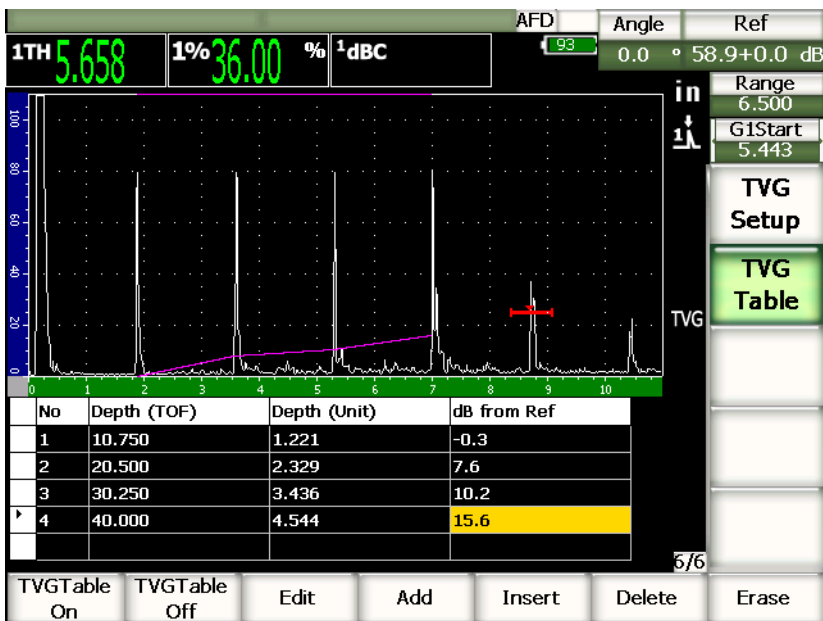 AFD
Angle Ref
1TH 5.658 1% 36.00 % 1dBC 93 0.0 ° 58.9+0.0 dB
in
Range
6.500
G1Start
5.443
1
TVG
Setup
TVG
Table
TVG
100
80
60
40
20
0
0 1 2 3 4 5 6 7 8 9 10
No Depth (TOF) Depth (Unit) dB from Ref
1 10.750 1.221 -0.3
2 20.500 2.329 7.6
3 30.250 3.436 10.2
4 40.000 4.544 15.6
6/6
TVGTable On TVGTable Off Edit Add Insert Delete Erase